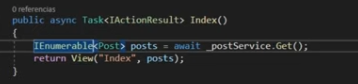 0 referencias
public async Task<IActionResult> Index()
{
IEnumerable<Post> posts = await _postService.Get();
return View("Index", posts);
}